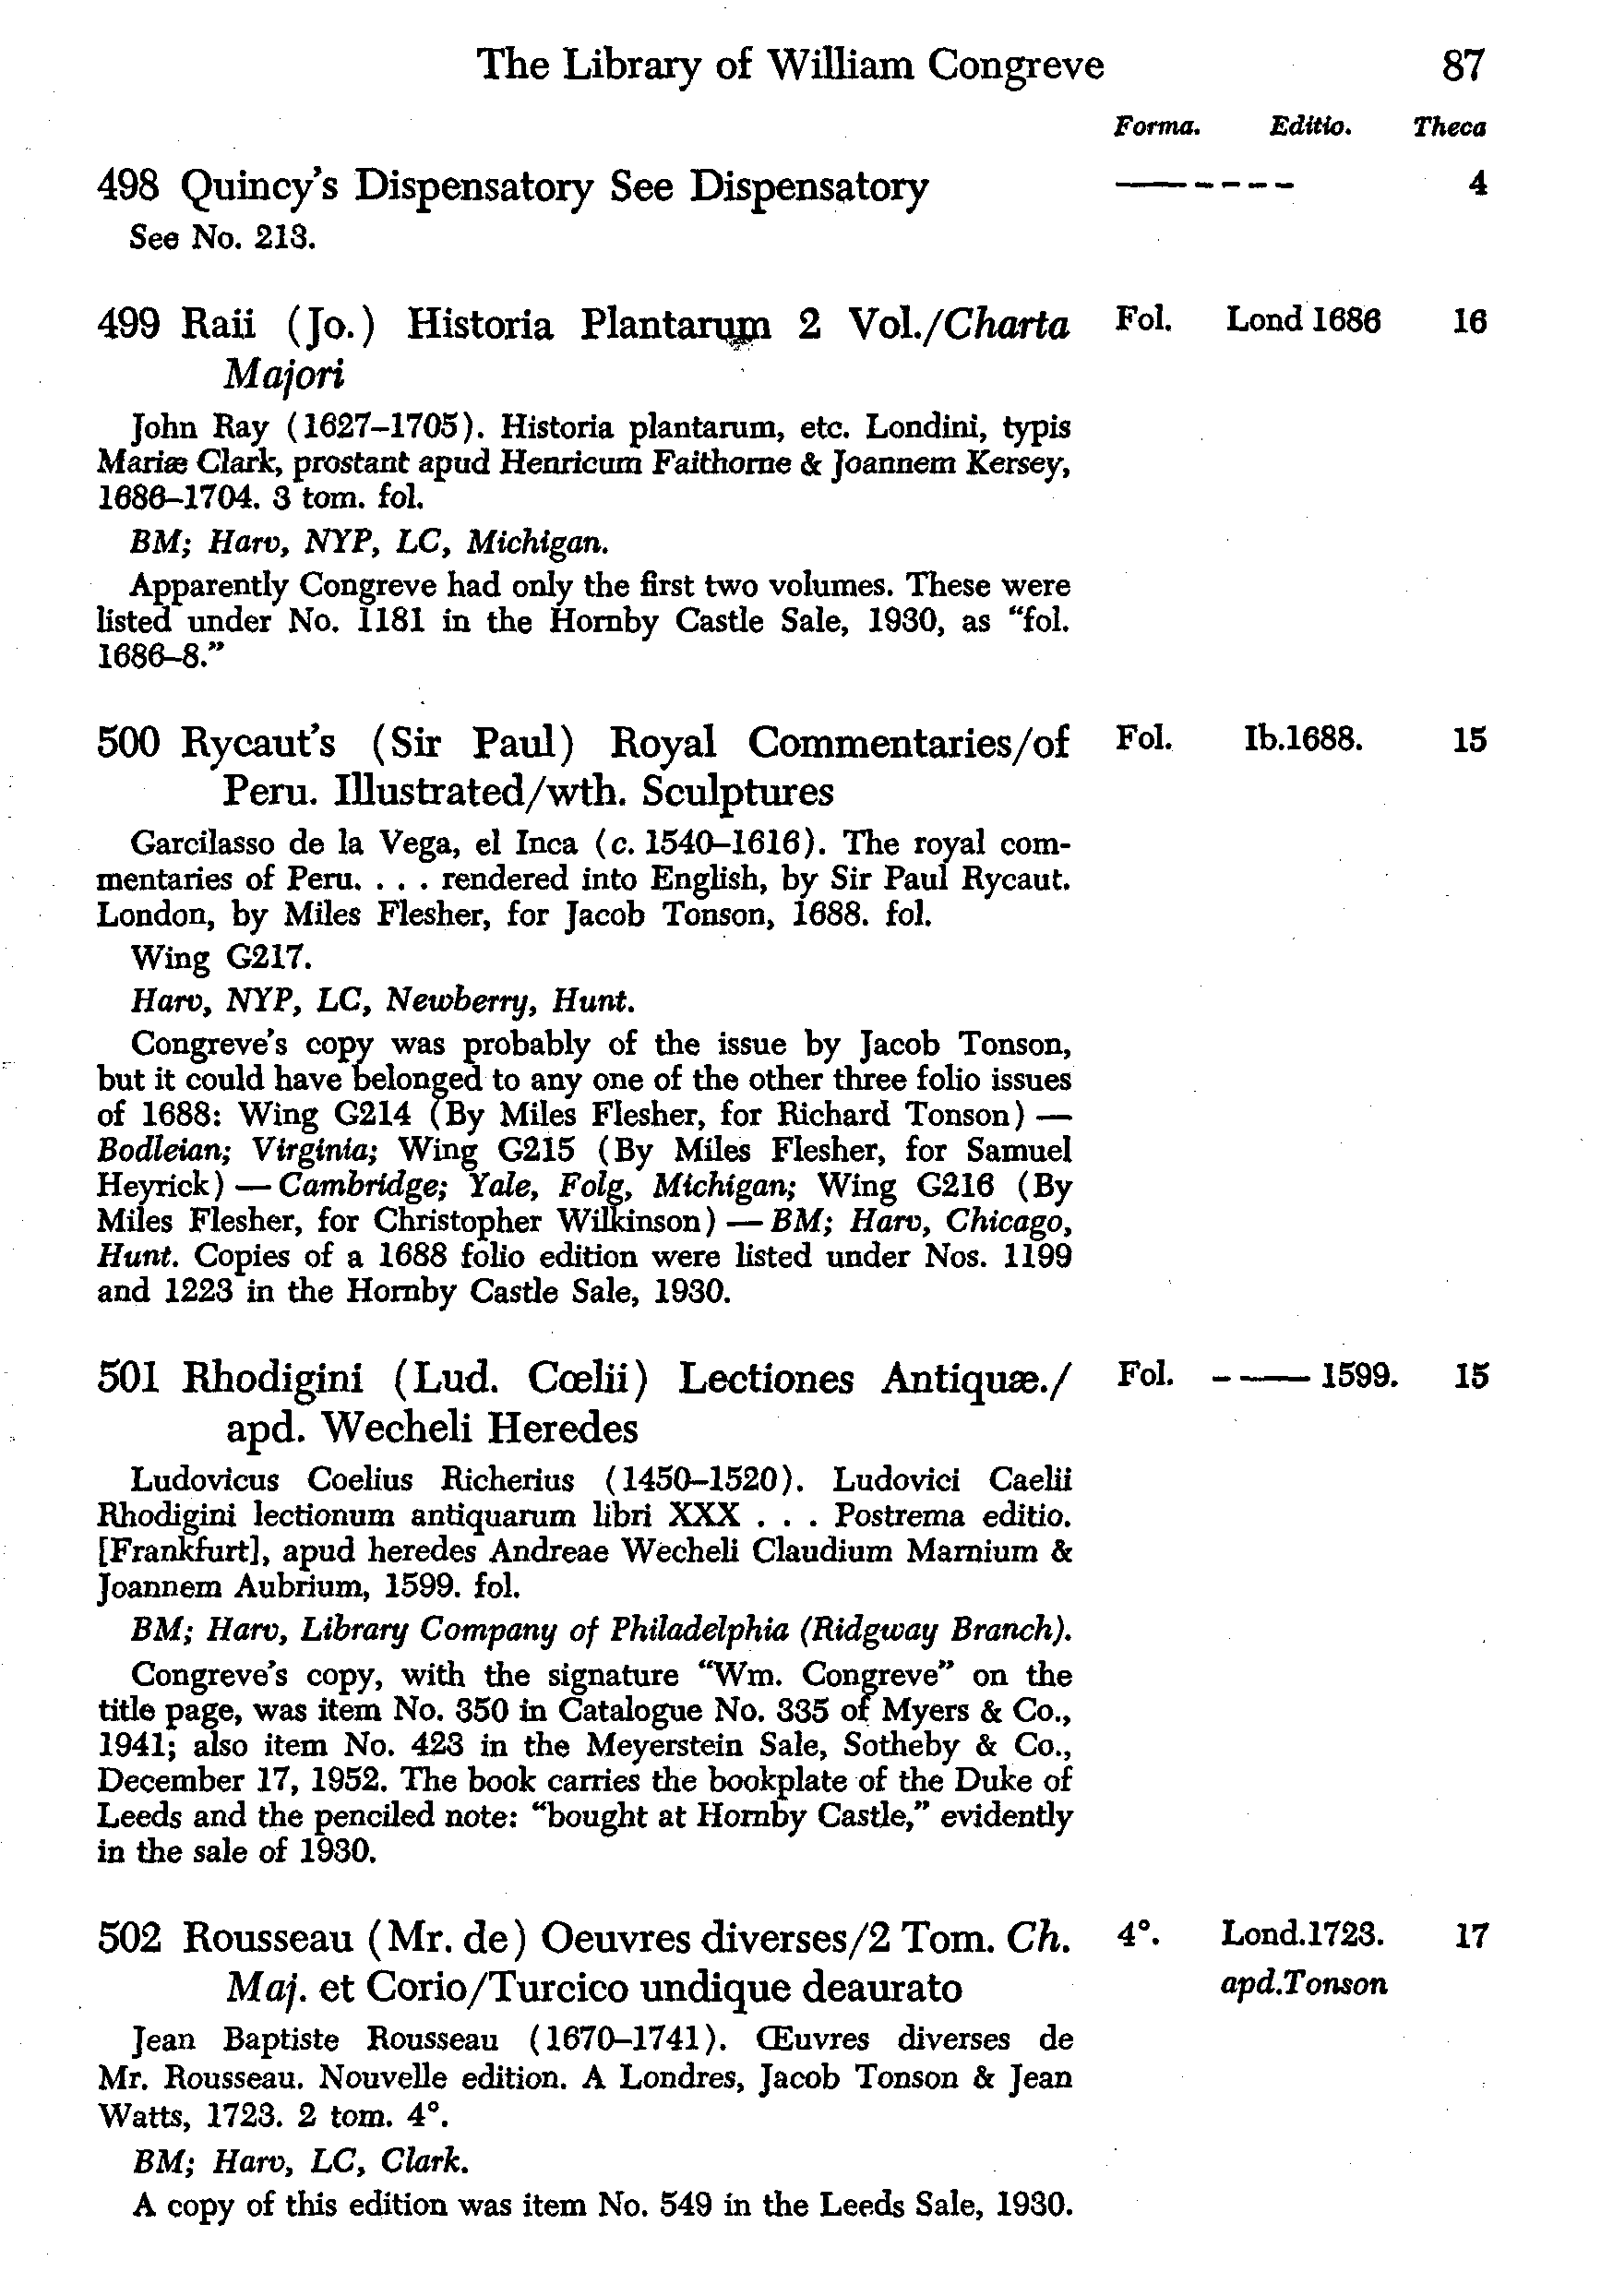 The Library of William Congreve 87
Forma. Editio. Theca
498 Quincy's Dispensatory See Dispensatory ——----- 4
See No. 213.
499 Raii (Jo.) Historia Plantarum 2 Vol./Charta Fol. Lond 1686 16
Majori
John Ray (1627–1705). Historia plantarum, etc. Londini, typis
Mariæ Clark, prostant apud Henricum Faithorne & Joannem Kersey,
1686–1704. 3 tom. fol.
BM; Harv, NYP, LC, Michigan.
Apparently Congreve had only the first two volumes. These were
listed under No. 1181 in the Hornby Castle Sale, 1930, as "fol.
1686–8."
500 Rycaut's (Sir Paul) Royal Commentaries/of Fol. Ib.1688. 15
Peru. Illustrated/wth. Sculptures
Garcilasso de la Vega, el Inca (c. 1540–1616). The royal com-
mentaries of Peru. . . . rendered into English, by Sir Paul Rycaut.
London, by Miles Flesher, for Jacob Tonson, 1688. fol.
Wing G217.
Harv, NYP, LC, Newberry, Hunt.
Congreve's copy was probably of the issue by Jacob Tonson,
but it could have belonged to any one of the other three folio issues
of 1688: Wing G214 (By Miles Flesher, for Richard Tonson) —
Bodleian; Virginia; Wing G215 (By Miles Flesher, for Samuel
Heyrick) — Cambridge; Yale, Folg, Michigan; Wing G216 (By
Miles Flesher, for Christopher Wilkinson) — BM; Harv, Chicago,
Hunt. Copies of a 1688 folio edition were listed under Nos. 1199
and 1223 in the Hornby Castle Sale, 1930.
501 Rhodigini (Lud. Cœlii) Lectiones Antiquæ./ Fol. - —— 1599. 15
apd. Wecheli Heredes
Ludovicus Coelius Richerius (1450–1520). Ludovici Caelii
Rhodigini lectionum antiquarum libri XXX . . . Postrema editio.
[Frankfurt], apud heredes Andreae Wecheli Claudium Marnium &
Joannem Aubrium, 1599. fol.
BM; Harv, Library Company of Philadelphia (Ridgway Branch).
Congreve's copy, with the signature "Wm. Congreve" on the
title page, was item No. 350 in Catalogue No. 335 of Myers & Co.,
1941; also item No. 423 in the Meyerstein Sale, Sotheby & Co.,
December 17, 1952. The book carries the bookplate of the Duke of
Leeds and the penciled note: "bought at Hornby Castle," evidently
in the sale of 1930.
502 Rousseau (Mr. de) Oeuvres diverses/2 Tom. Ch. 4°. Lond.1723. 17
Maj. et Corio/Turcico undique deaurato apd.Tonson
Jean Baptiste Rousseau (1670–1741). Œuvres diverses de
Mr. Rousseau. Nouvelle edition. A Londres, Jacob Tonson & Jean
Watts, 1723. 2 tom. 4°.
BM; Harv, LC, Clark.
A copy of this edition was item No. 549 in the Leeds Sale, 1930.